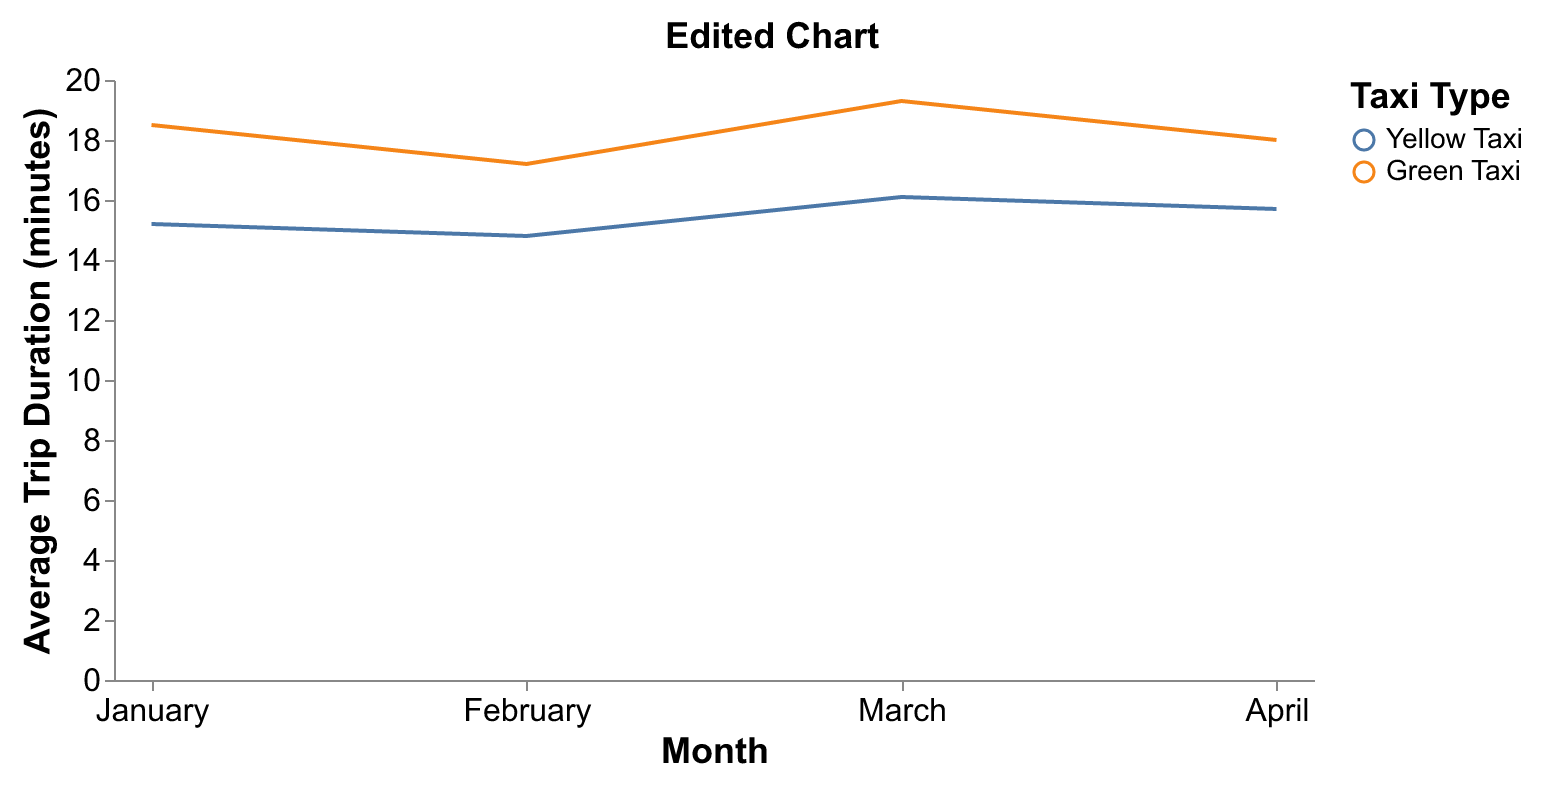 Edited Chart
Average Trip Duration (minutes)
20
18
16
14
12
10
8
6
4
2
0
January February March April
Month
Taxi Type
Yellow Taxi
Green Taxi